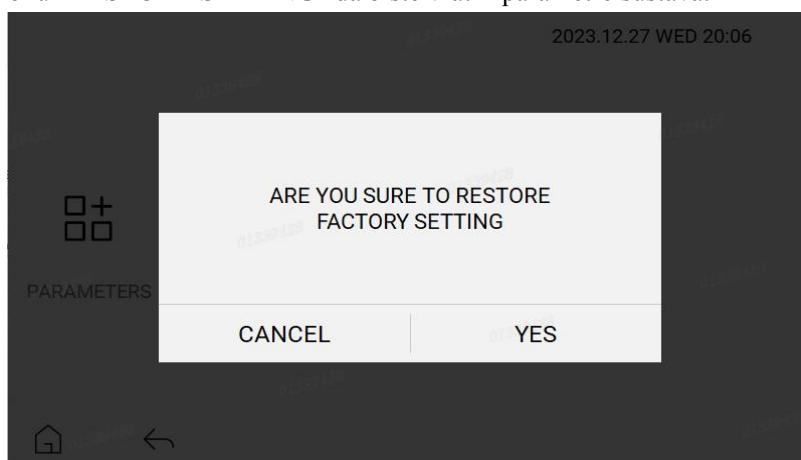 2023.12.27 WED 20:06
ARE YOU SURE TO RESTORE
FACTORY SETTING
PARAMETERS
CANCEL
YES